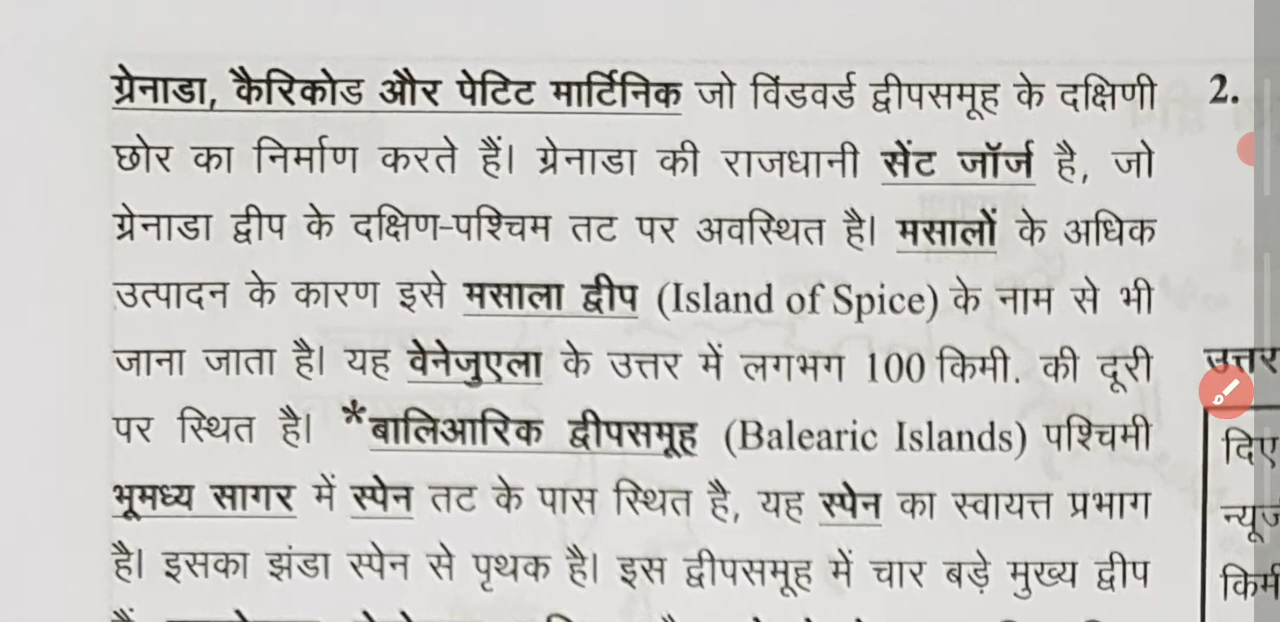 ग्रेनाडा, कैरिकोड और पेटिट मार्टिनिक जो विंडवर्ड द्वीपसमूह के दक्षिणी
छोर का निर्माण करते हैं। ग्रेनाडा की राजधानी सेंट जॉर्ज है, जो
ग्रेनाडा द्वीप के दक्षिण-पश्चिम तट पर अवस्थित है। मसालों के अधिक
उत्पादन के कारण इसे मसाला द्वीप (Island of Spice) के नाम से भी
जाना जाता है। यह वेनेजुएला के उत्तर में लगभग 100 किमी. की दूरी
पर स्थित है। *बालिआरिक द्वीपसमूह (Balearic Islands) पश्चिमी
भूमध्य सागर में स्पेन तट के पास स्थित है, यह स्पेन का स्वायत्त प्रभाग
है। इसका झंडा स्पेन से पृथक है। इस द्वीपसमूह में चार बड़े मुख्य द्वीप
2.
उत्तर
दिए